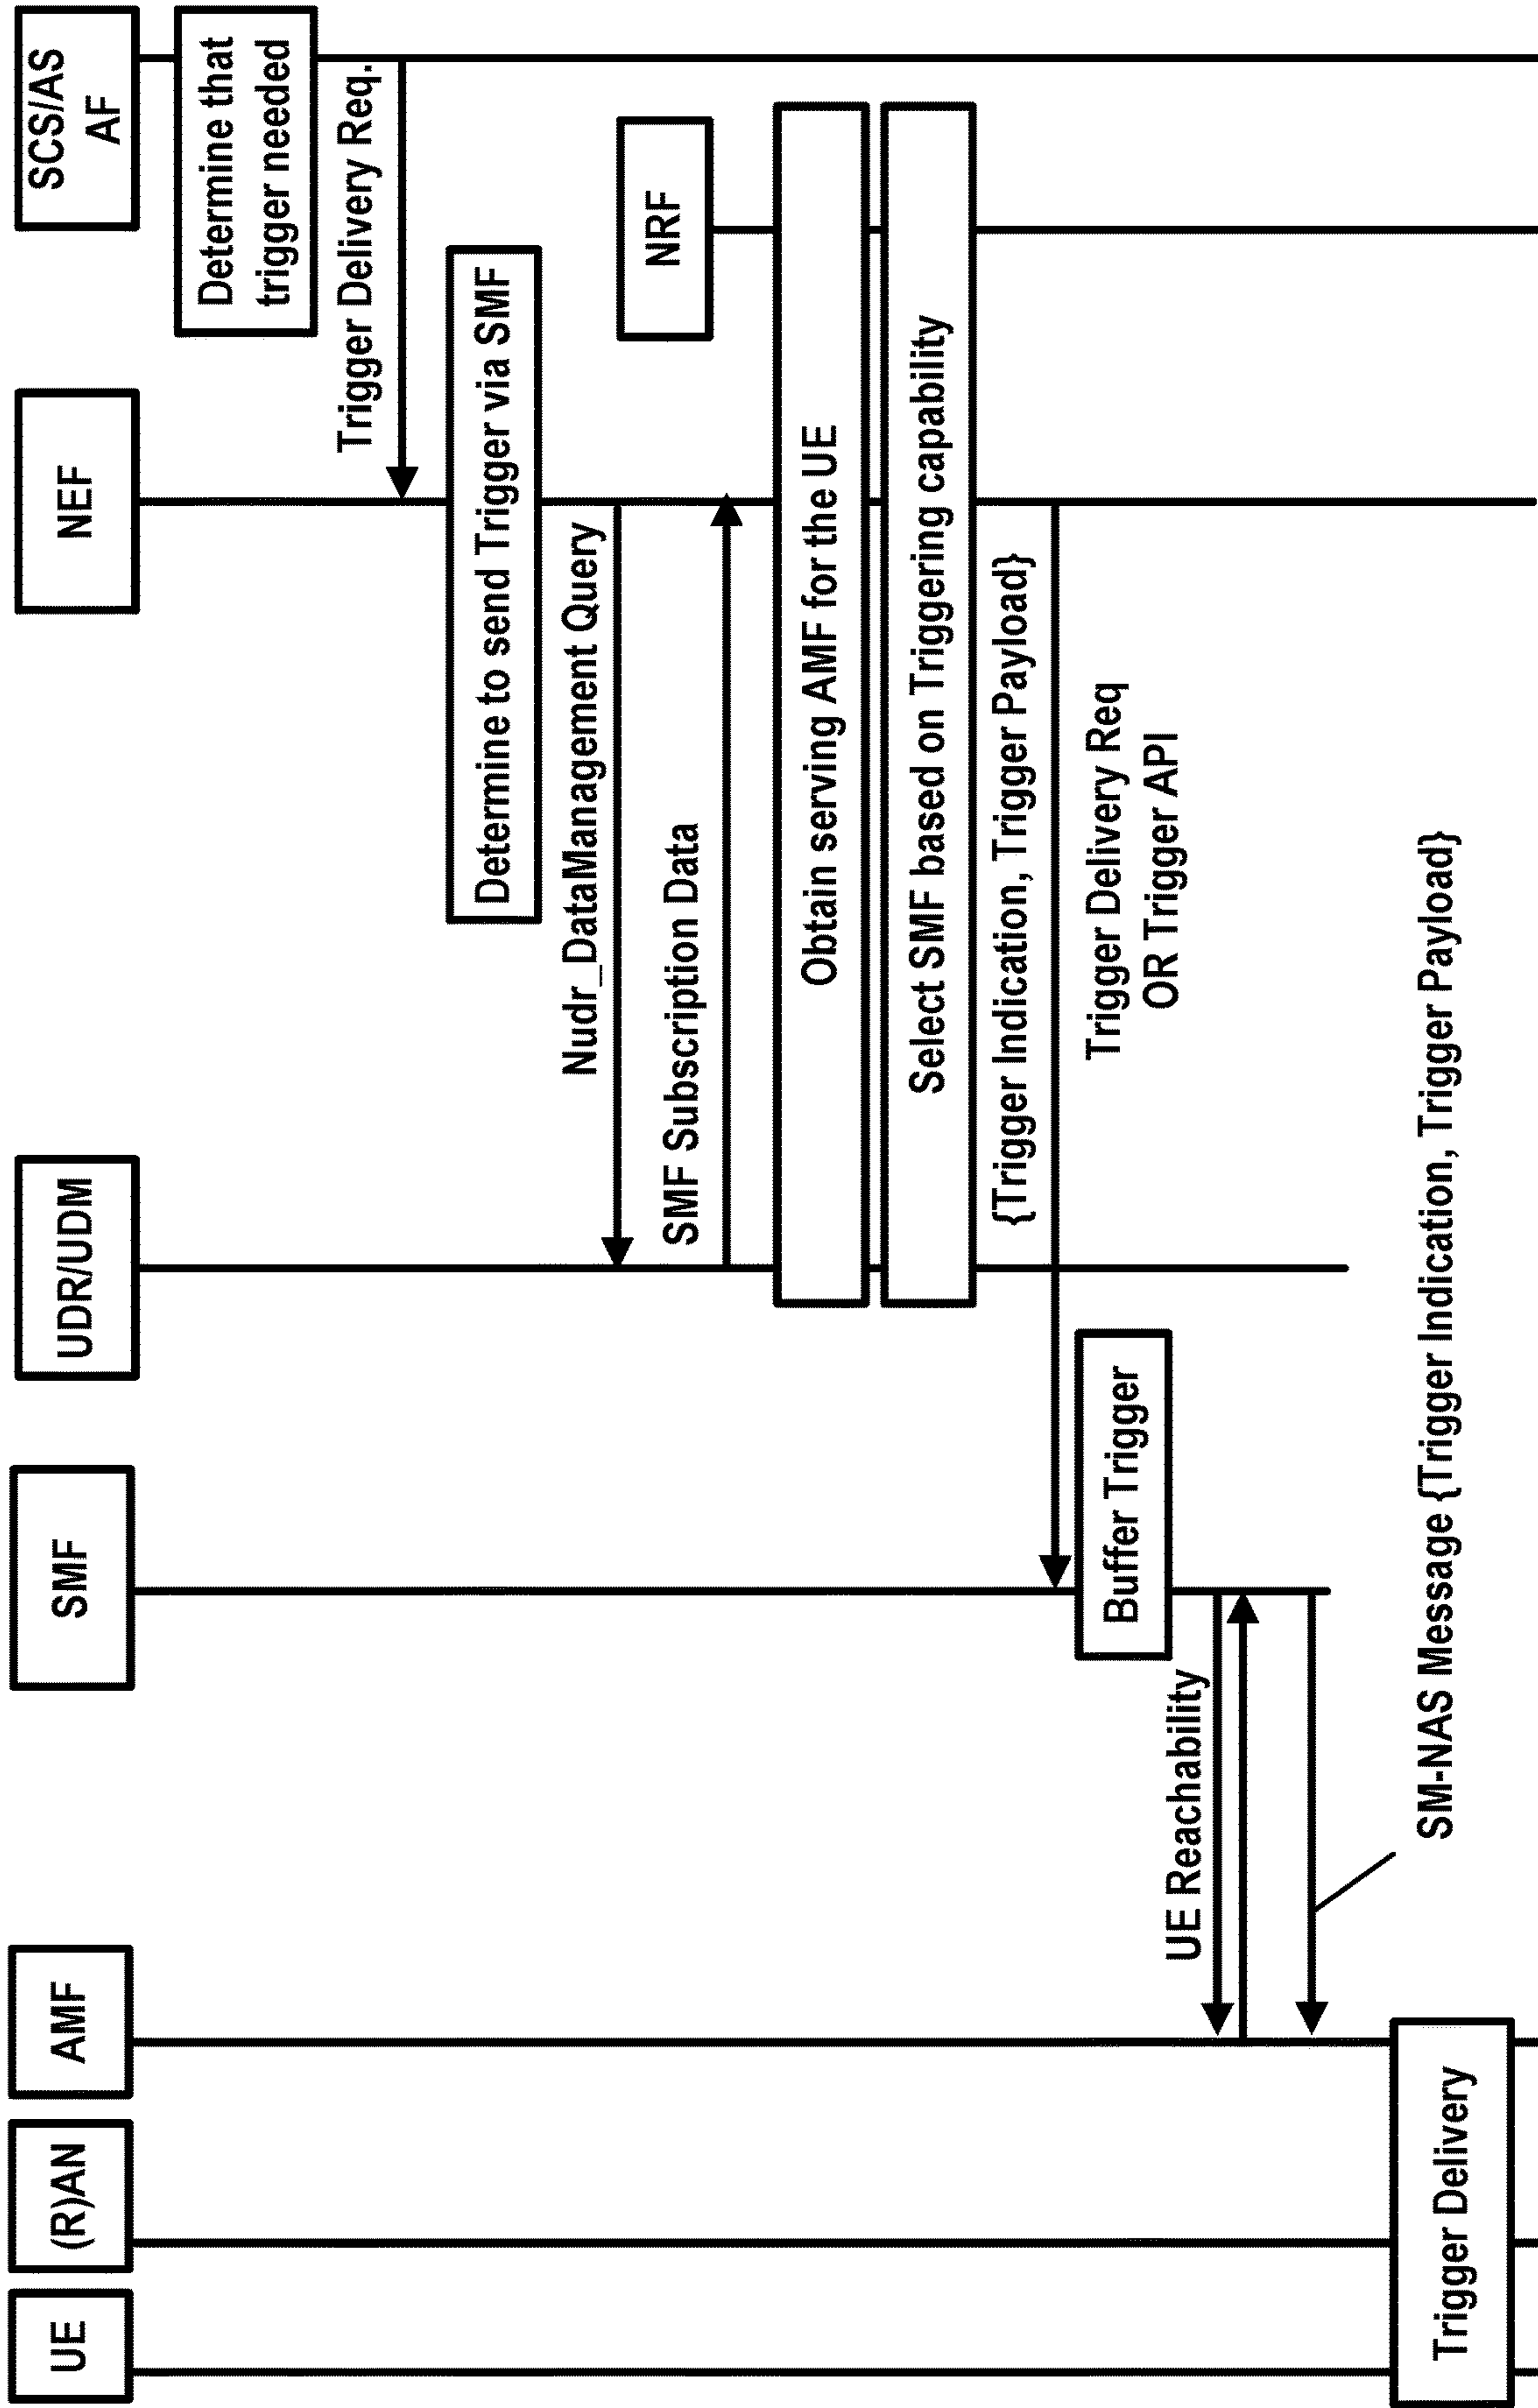 UE
(R)AN
AMF
SMF
UDR/UDM
NEF
SCS/AS
AF
Determine that
trigger needed
Trigger Delivery Req.
Determine to send Trigger via SMF
Nudr_DataManagement Query
NRF
SMF Subscription Data
Obtain serving AMF for the UE
Select SMF based on Triggering capability
{Trigger Indication, Trigger Payload}
Trigger Delivery Req
OR Trigger API
Buffer Trigger
UE Reachability
SM-NAS Message {Trigger Indication, Trigger Payload}
Trigger Delivery